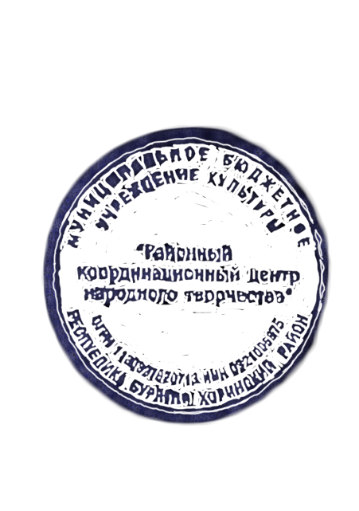 МУНИЦИПАЛЬНОЕ БЮДЖЕТНОЕ
УЧРЕЖДЕНИЕ КУЛЬТУРЫ
"Районный
координационный центр
народного творчества"
ОГРН ИНН
РЕСПУБЛИКА БУРЯТИЯ ХОРИНСКИЙ РАЙОН